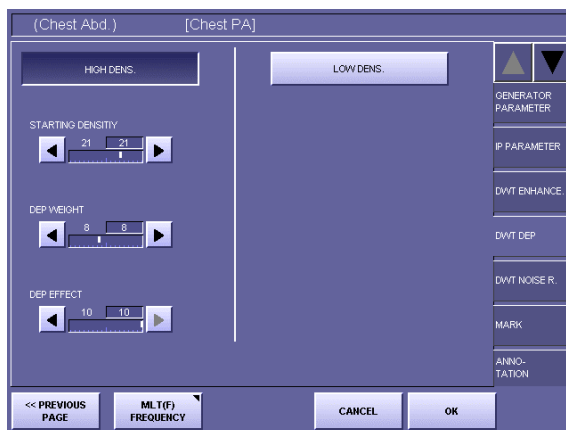 (Chest Abd.) [Chest PA]
HIGH DENS.
LOW DENS.
STARTING DENSITIY
21 21
DEP WEIGHT
8 8
DEP EFFECT
10 10
GENERATOR
PARAMETER
IP PARAMETER
DWT ENHANCE.
DWT DEP
DWT NOISE R.
MARK
ANNO-
TATION
<< PREVIOUS
PAGE
MLT(F)
FREQUENCY
CANCEL
OK